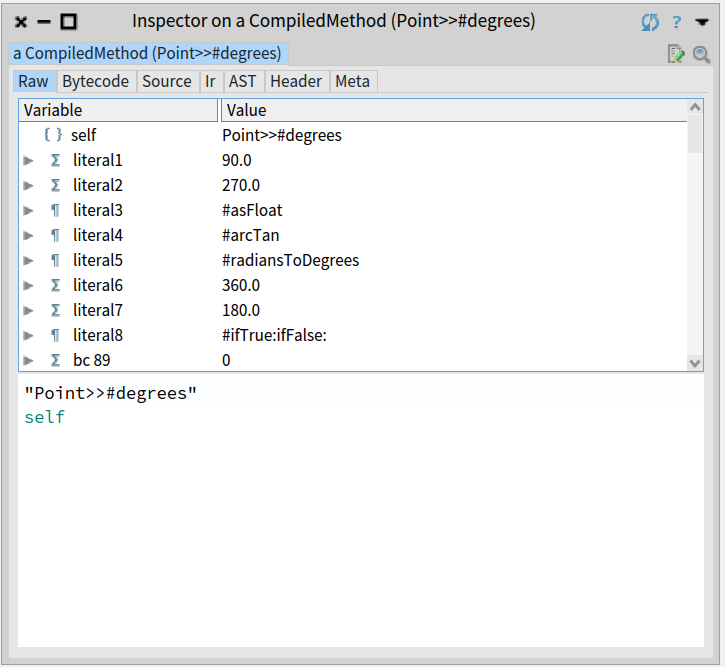 Inspector on a CompiledMethod (Point>>#degrees) ?
a CompiledMethod (Point>>#degrees)
Raw Bytecode Source Ir AST Header Meta
Variable Value
{ } self Point>>#degrees
Σ literal1 90.0
Σ literal2 270.0
¶ literal3 #asFloat
¶ literal4 #arcTan
¶ literal5 #radiansToDegrees
Σ literal6 360.0
Σ literal7 180.0
¶ literal8 #ifTrue:ifFalse:
Σ bc 89 0
"Point>>#degrees"
self